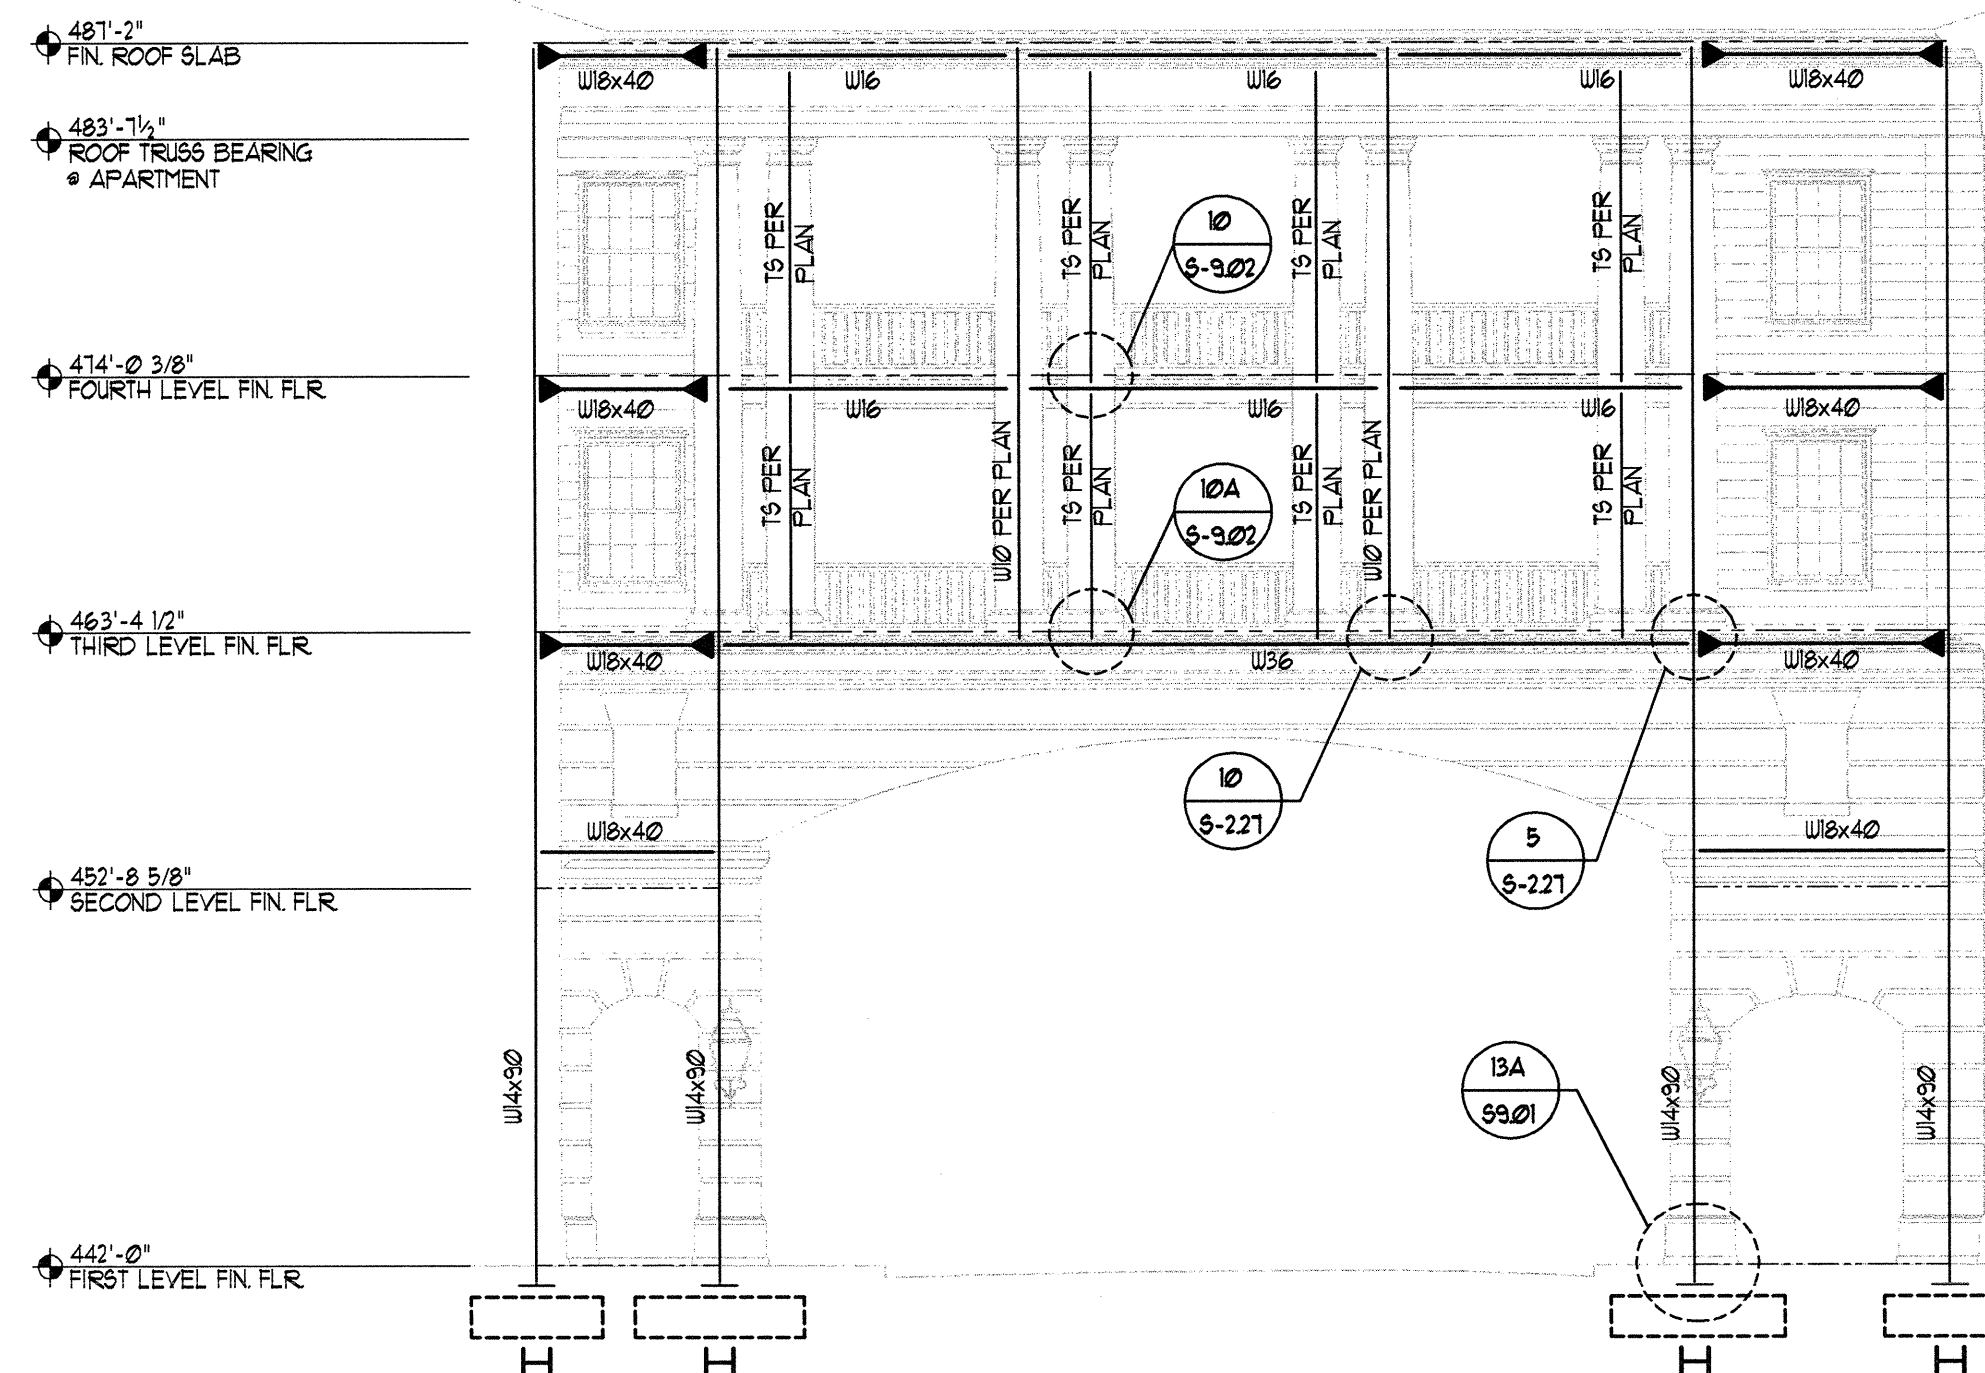 487'-2"
FIN. ROOF SLAB
W18x40
W16
W16
W16
W18x40
483'-7½"
ROOF TRUSS BEARING
@ APARTMENT
TS PER
PLAN
TS PER
PLAN
10
S-9.02
TS PER
PLAN
TS PER
PLAN
474'-0 3/8"
FOURTH LEVEL FIN. FLR.
W18x40
W16
W16
W16
W18x40
TS PER
PLAN
W10 PER PLAN
TS PER
PLAN
10A
S-9.02
TS PER
PLAN
W10 PER PLAN
TS PER
PLAN
463'-4 1/2"
THIRD LEVEL FIN. FLR.
W18x40
W36
W18x40
10
S-2.27
W18x40
5
S-2.27
W18x40
452'-8 5/8"
SECOND LEVEL FIN. FLR.
W14x90
W14x90
13A
S9.01
W14x90
W14x90
442'-0"
FIRST LEVEL FIN. FLR.